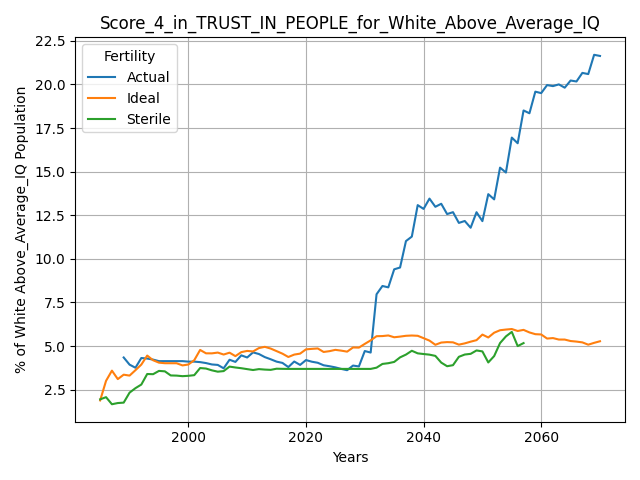 Score_4_in_TRUST_IN_PEOPLE_for_White_Above_Average_IQ
% of White Above_Average_IQ Population
22.5
20.0
17.5
15.0
12.5
10.0
7.5
5.0
2.5
Fertility
Actual
Ideal
Sterile
2000 2020 2040 2060
Years